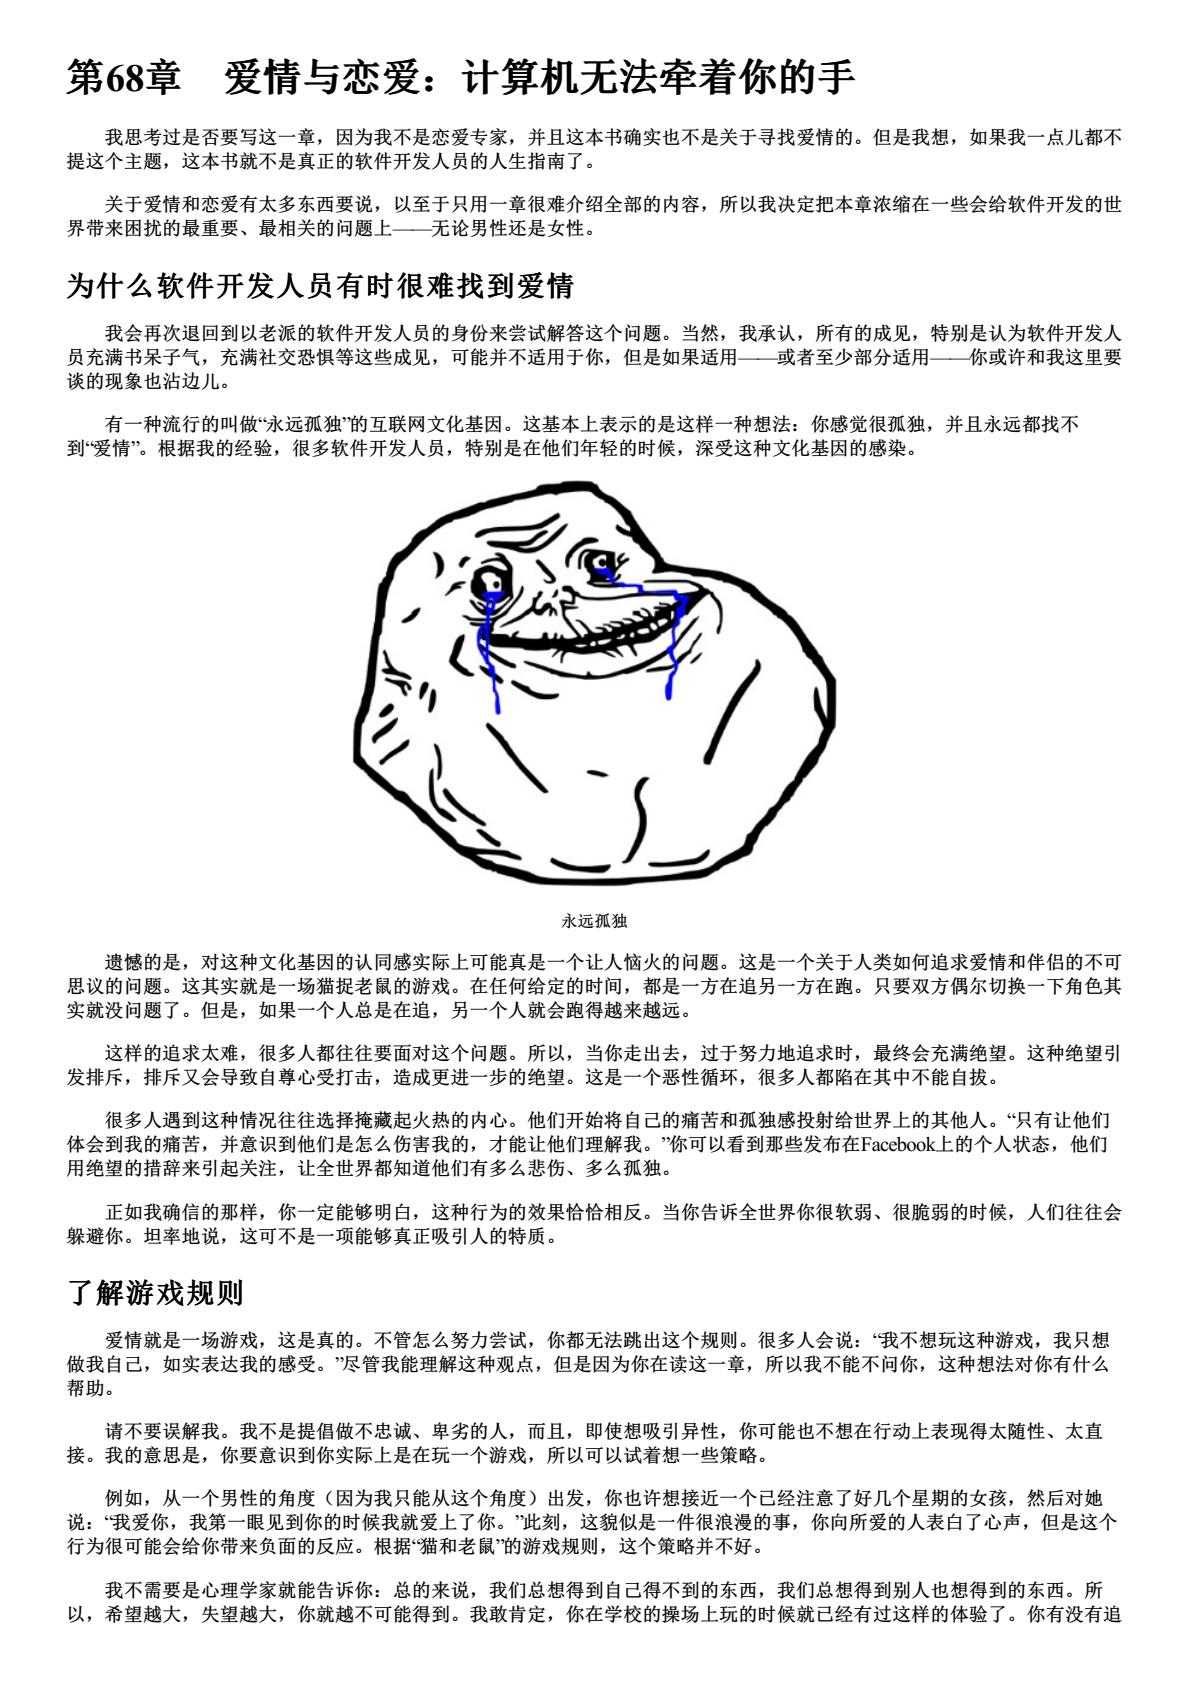 第68章　爱情与恋爱：计算机无法牵着你的手
我思考过是否要写这一章，因为我不是恋爱专家，并且这本书确实也不是关于寻找爱情的。但是我想，如果我一点儿都不
提这个主题，这本书就不是真正的软件开发人员的人生指南了。
关于爱情和恋爱有太多东西要说，以至于只用一章很难介绍全部的内容，所以我决定把本章浓缩在一些会给软件开发的世
界带来困扰的最重要、最相关的问题上——无论男性还是女性。
为什么软件开发人员有时很难找到爱情
我会再次退回到以老派的软件开发人员的身份来尝试解答这个问题。当然，我承认，所有的成见，特别是认为软件开发人
员充满书呆子气，充满社交恐惧等这些成见，可能并不适用于你，但是如果适用——或者至少部分适用——你或许和我这里要
谈的现象也沾边儿。
有一种流行的叫做“永远孤独”的互联网文化基因。这基本上表示的是这样一种想法：你感觉很孤独，并且永远都找不
到“爱情”。根据我的经验，很多软件开发人员，特别是在他们年轻的时候，深受这种文化基因的感染。
永远孤独
遗憾的是，对这种文化基因的认同感实际上可能真是一个让人恼火的问题。这是一个关于人类如何追求爱情和伴侣的不可
思议的问题。这其实就是一场猫捉老鼠的游戏。在任何给定的时间，都是一方在追另一方在跑。只要双方偶尔切换一下角色其
实就没问题了。但是，如果一个人总是在追，另一个人就会跑得越来越远。
这样的追求太难，很多人都往往要面对这个问题。所以，当你走出去，过于努力地追求时，最终会充满绝望。这种绝望引
发排斥，排斥又会导致自尊心受打击，造成更进一步的绝望。这是一个恶性循环，很多人都陷在其中不能自拔。
很多人遇到这种情况往往选择掩藏起火热的内心。他们开始将自己的痛苦和孤独感投射给世界上的其他人。“只有让他们
体会到我的痛苦，并意识到他们是怎么伤害我的，才能让他们理解我。”你可以看到那些发布在Facebook上的个人状态，他们
用绝望的措辞来引起关注，让全世界都知道他们有多么悲伤、多么孤独。
正如我确信的那样，你一定能够明白，这种行为的效果恰恰相反。当你告诉全世界你很软弱、很脆弱的时候，人们往往会
躲避你。坦率地说，这可不是一项能够真正吸引人的特质。
了解游戏规则
爱情就是一场游戏，这是真的。不管怎么努力尝试，你都无法跳出这个规则。很多人会说：“我不想玩这种游戏，我只想
做我自己，如实表达我的感受。”尽管我能理解这种观点，但是因为你在读这一章，所以我不能不问你，这种想法对你有什么
帮助。
请不要误解我。我不是提倡做不忠诚、卑劣的人，而且，即使想吸引异性，你可能也不想在行动上表现得太随性、太直
接。我的意思是，你要意识到你实际上是在玩一个游戏，所以可以试着想一些策略。
例如，从一个男性的角度（因为我只能从这个角度）出发，你也许想接近一个已经注意了好几个星期的女孩，然后对她
说：“我爱你，我第一眼见到你的时候我就爱上了你。”此刻，这貌似是一件很浪漫的事，你向所爱的人表白了心声，但是这个
行为很可能会给你带来负面的反应。根据“猫和老鼠”的游戏规则，这个策略并不好。
我不需要是心理学家就能告诉你：总的来说，我们总想得到自己得不到的东西，我们总想得到别人也想得到的东西。所
以，希望越大，失望越大，你就越不可能得到。我敢肯定，你在学校的操场上玩的时候就已经有过这样的体验了。你有没有追